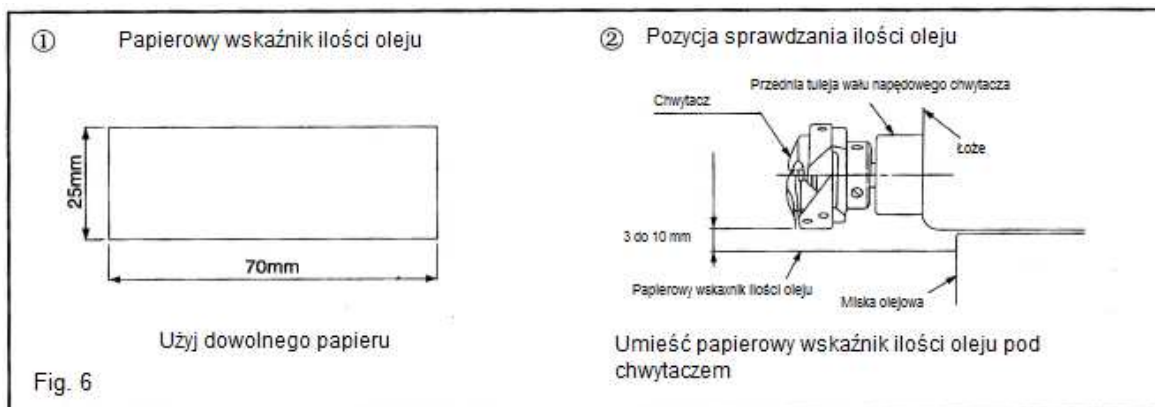 ① Papierowy wskaźnik ilości oleju
25mm
70mm
Użyj dowolnego papieru
Fig. 6
② Pozycja sprawdzania ilości oleju
Przednia tuleja wału napędowego chwytacza
Chwytacz
Łoże
3 do 10 mm
Papierowy wskaxnik ilości oleju
Miska olejowa
Umieść papierowy wskaźnik ilości oleju pod
chwytaczem